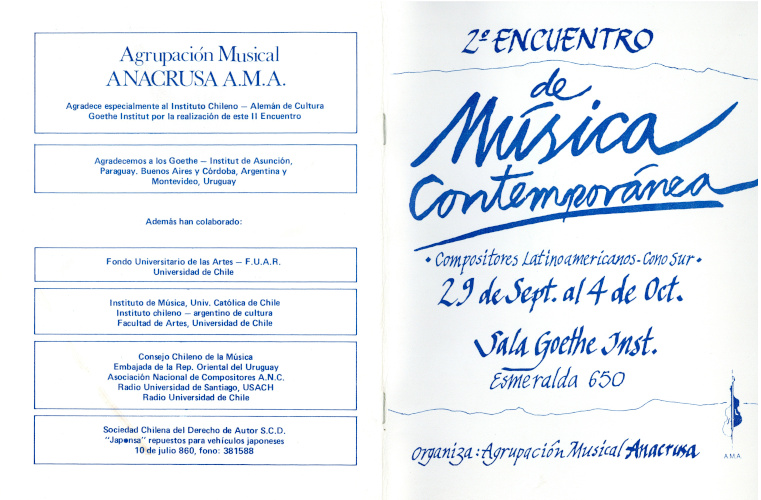 Agrupación Musical
ANACRUSA A.M.A.
Agradece especialmente al Instituto Chileno — Alemán de Cultura
Goethe Institut por la realización de este II Encuentro
Agradecemos a los Goethe — Institut de Asunción,
Paraguay. Buenos Aires y Córdoba, Argentina y
Montevideo, Uruguay
Además han colaborado:
Fondo Universitario de las Artes — F.U.A.R.
Universidad de Chile
Instituto de Música, Univ. Católica de Chile
Instituto chileno — argentino de cultura
Facultad de Artes, Universidad de Chile
Consejo Chileno de la Música
Embajada de la Rep. Oriental del Uruguay
Asociación Nacional de Compositores A.N.C.
Radio Universidad de Santiago, USACH
Radio Universidad de Chile
Sociedad Chilena del Derecho de Autor S.C.D.
"Japonsa" repuestos para vehículos japoneses
10 de julio 860, fono: 381588
2º ENCUENTRO
de
Música
Contemporánea
• Compositores Latinoamericanos - Cono Sur •
29 de Sept. al 4 de Oct.
Sala Goethe Inst.
Esmeralda 650
organiza: Agrupación Musical Anacrusa
A.M.A.